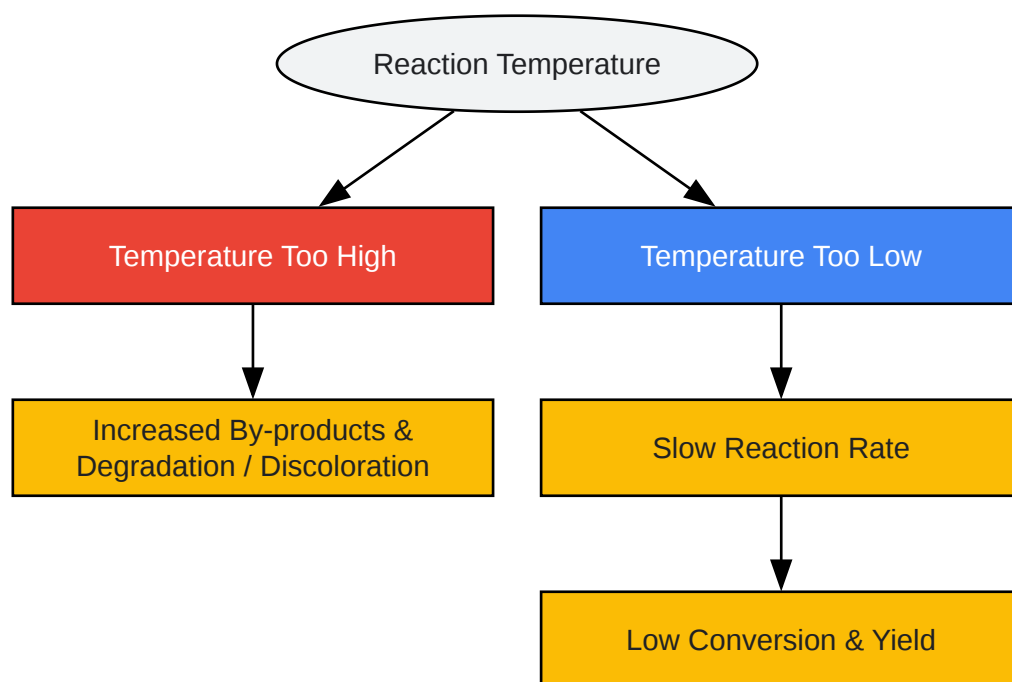 Reaction Temperature
Temperature Too High
Temperature Too Low
Increased By-products &
Degradation / Discoloration
Slow Reaction Rate
Low Conversion & Yield